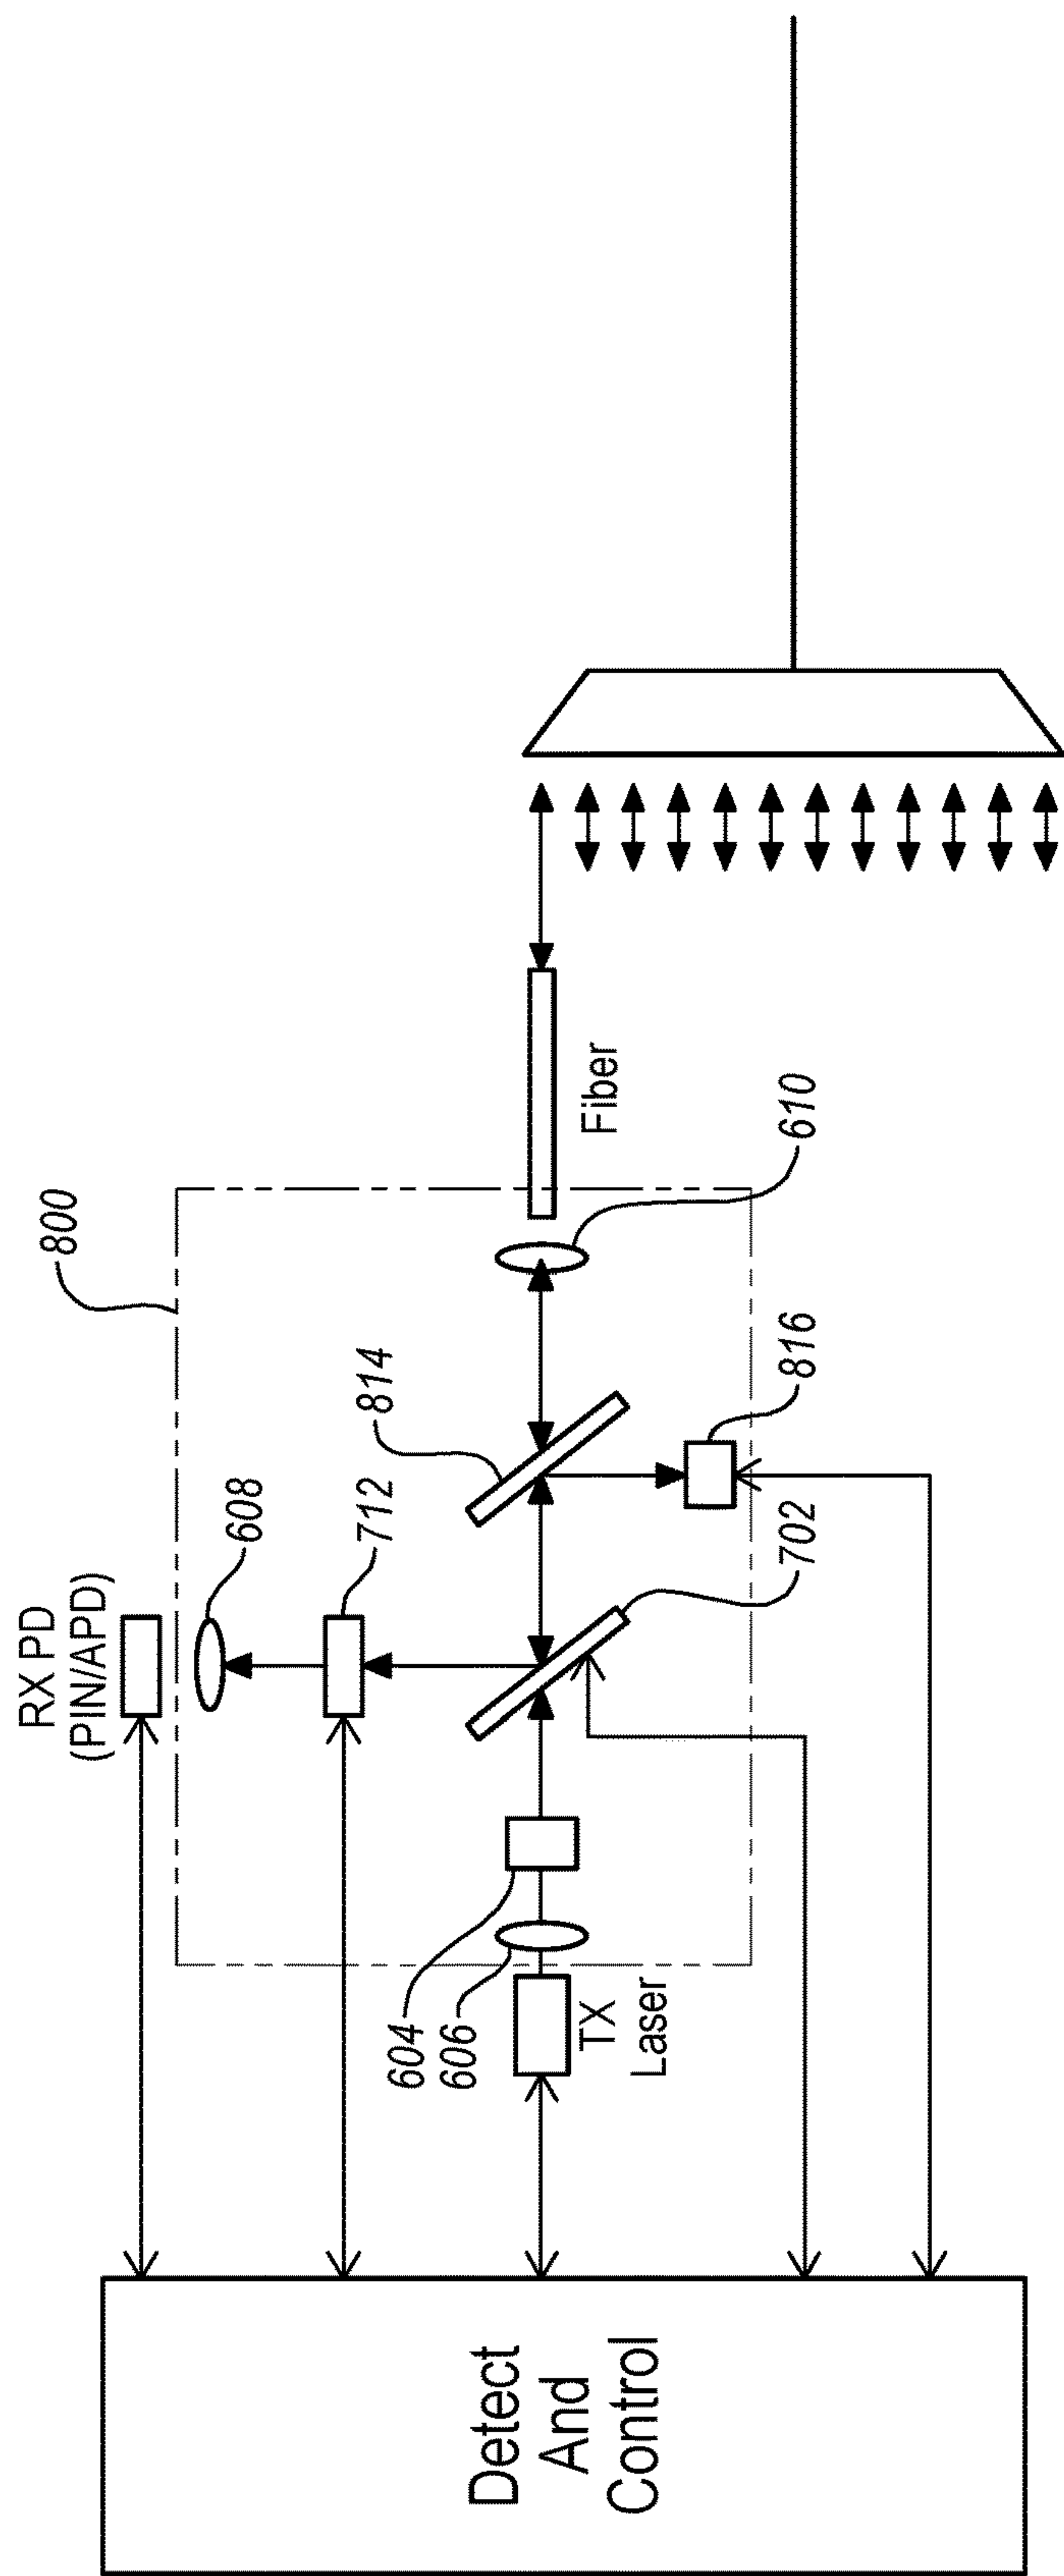 800
RX PD
(PIN/APD)
608
712
814
610
Fiber
816
702
604
606
TX
Laser
Detect
And
Control